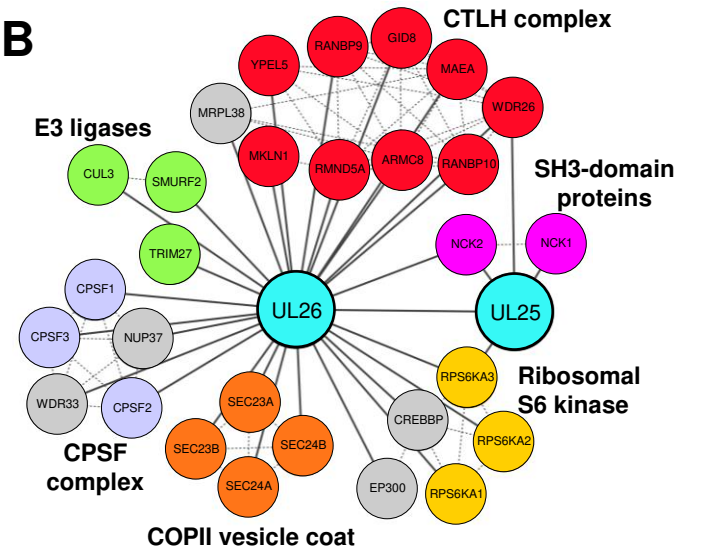 B
CTLH complex
GID8
RANBP9
YPEL5
MAEA
WDR26
MRPL38
E3 ligases
MKLN1
RMND5A
ARMC8
RANBP10
CUL3
SMURF2
SH3-domain
proteins
TRIM27
NCK2
NCK1
CPSF1
UL26
UL25
CPSF3
NUP37
RPS6KA3
Ribosomal
S6 kinase
WDR33
CPSF2
SEC23A
CREBBP
SEC23B
SEC24B
RPS6KA2
CPSF
complex
SEC24A
EP300
RPS6KA1
COPII vesicle coat